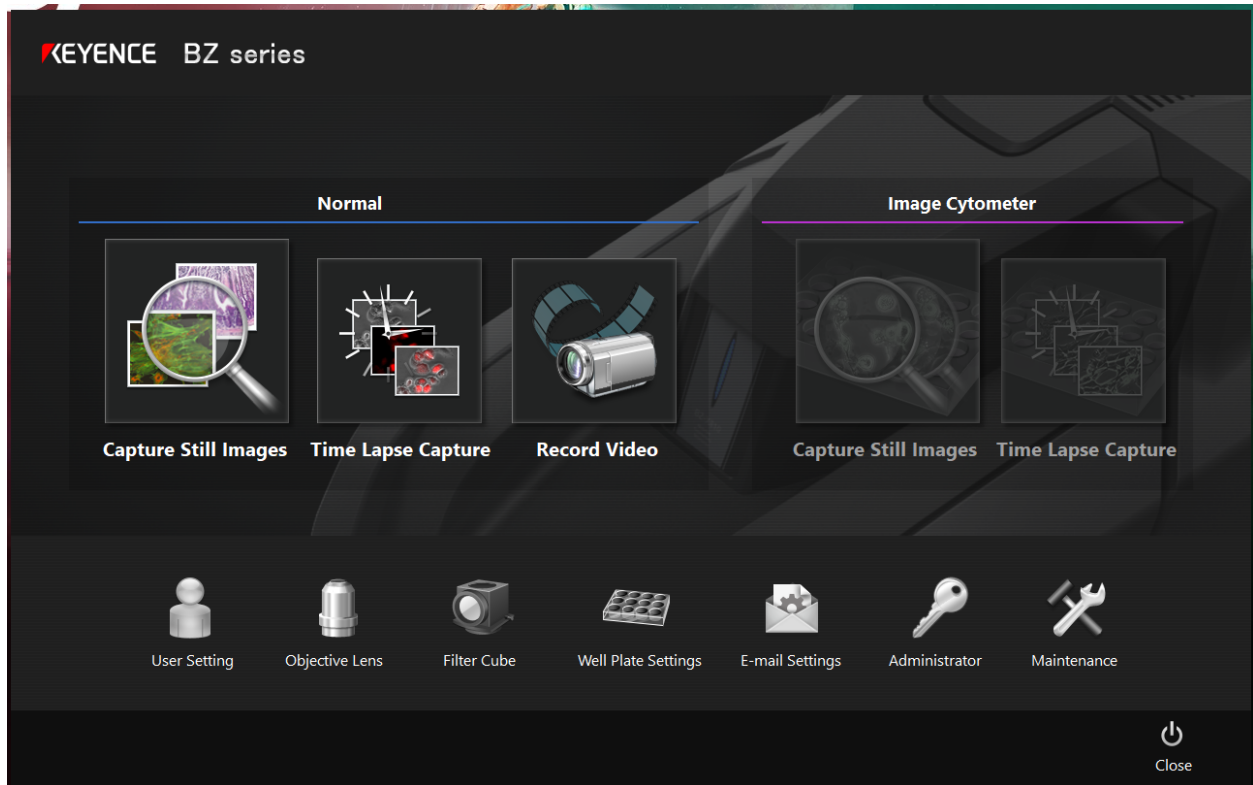 KEYENCE BZ series
Normal
Capture Still Images
Time Lapse Capture
Record Video
Image Cytometer
Capture Still Images
Time Lapse Capture
User Setting
Objective Lens
Filter Cube
Well Plate Settings
E-mail Settings
Administrator
Maintenance
Close